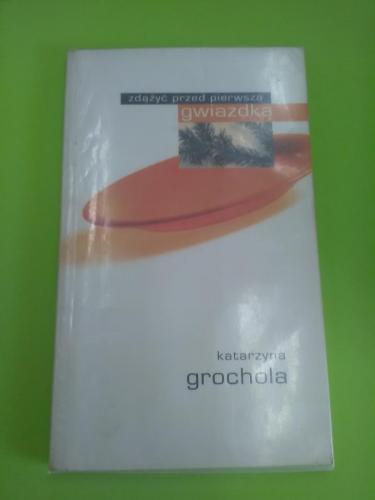 zdążyć przed pierwszą
gwiazdką
katarzyna
grochola